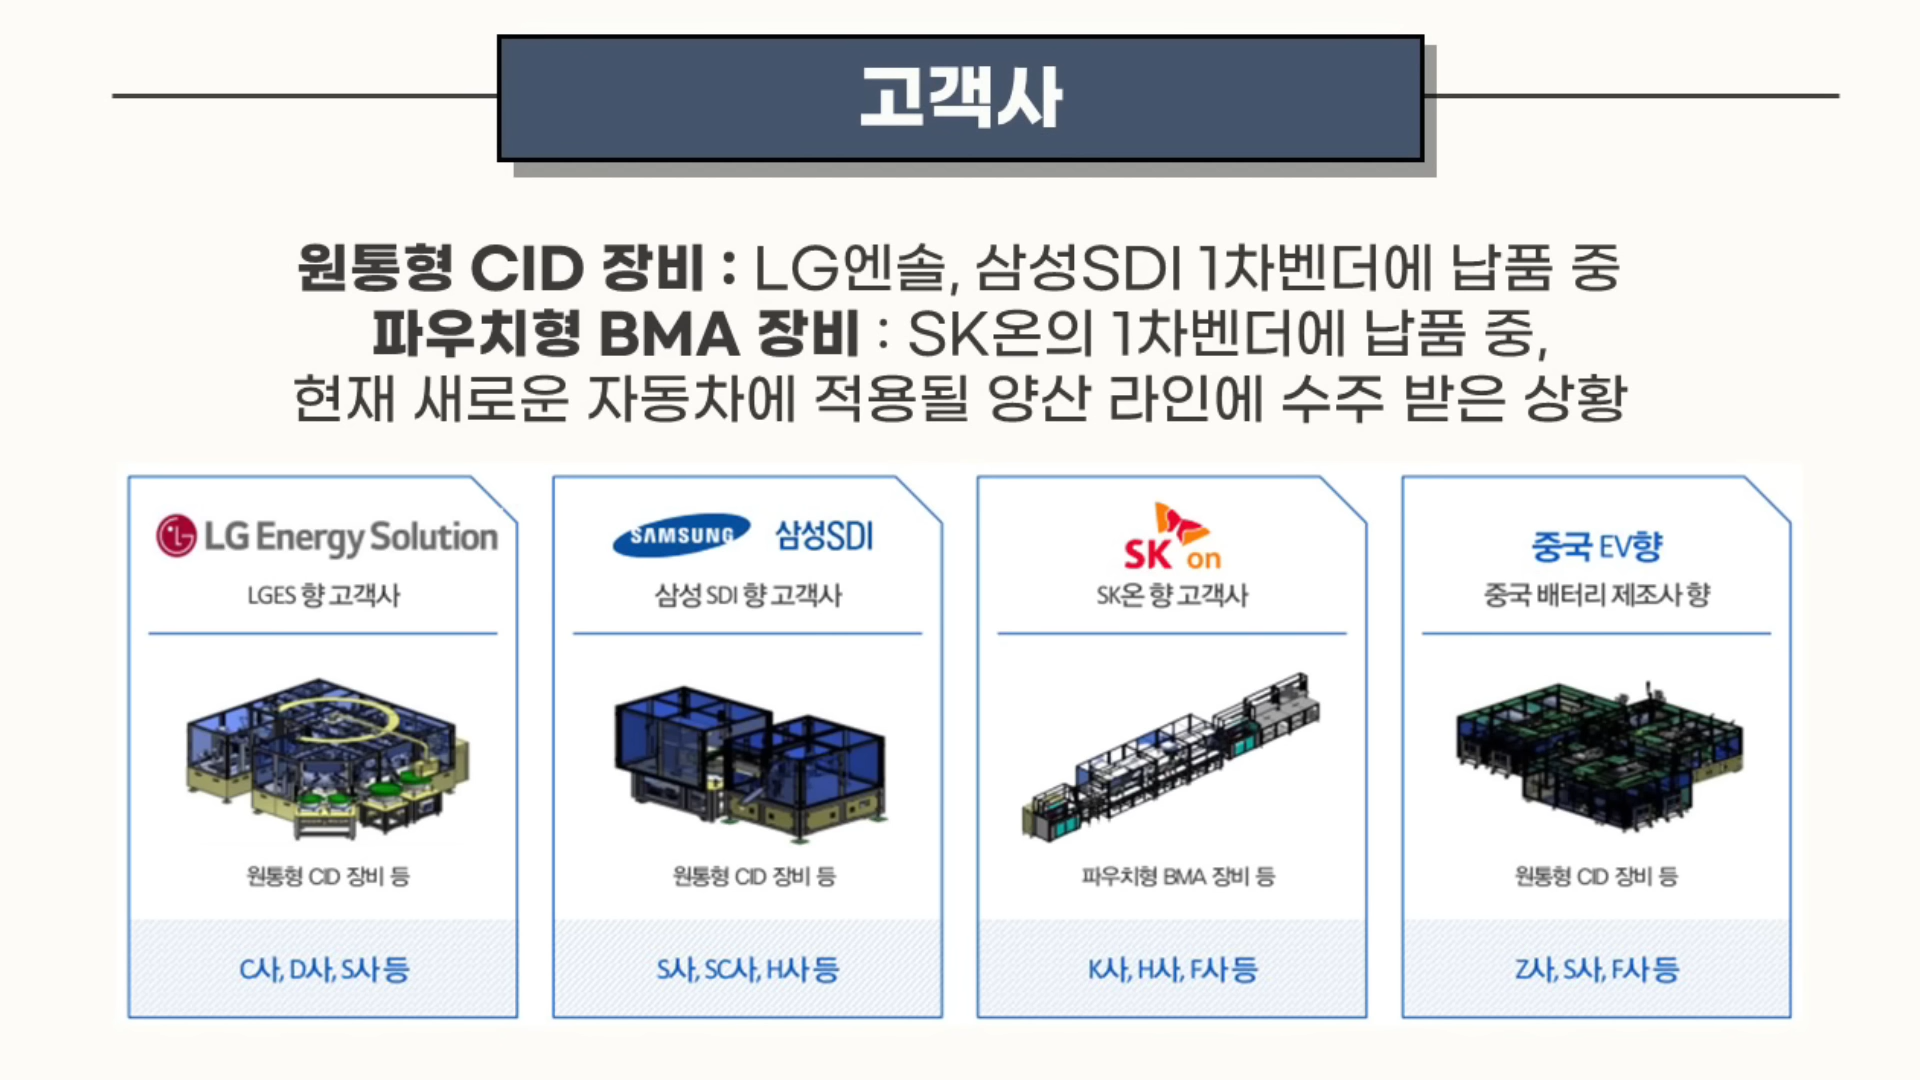 고객사
원통형 CID 장비 : LG엔솔, 삼성SDI 1차벤더에 납품 중
파우치형 BMA 장비 : SK온의 1차벤더에 납품 중,
현재 새로운 자동차에 적용될 양산 라인에 수주 받은 상황
LG Energy Solution
LGES 향 고객사
원통형 CID 장비 등
C사, D사, S사 등
SAMSUNG 삼성SDI
삼성 SDI 향 고객사
원통형 CID 장비 등
S사, SC사, H사 등
SK on
SK온 향 고객사
파우치형 BMA 장비 등
K사, H사, F사 등
중국 EV향
중국 배터리 제조사 향
원통형 CID 장비 등
Z사, S사, F사 등